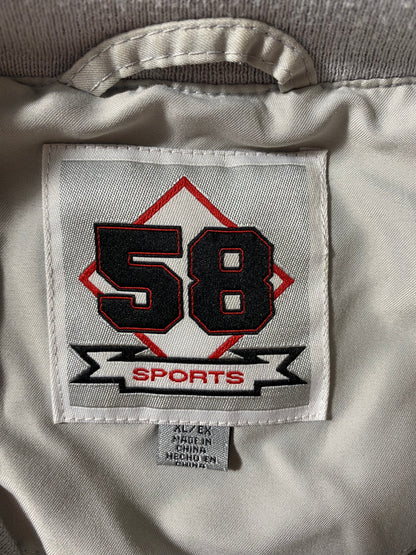 58
SPORTS
XL/EX
MADE IN
CHINA
HECHO EN
CHINA